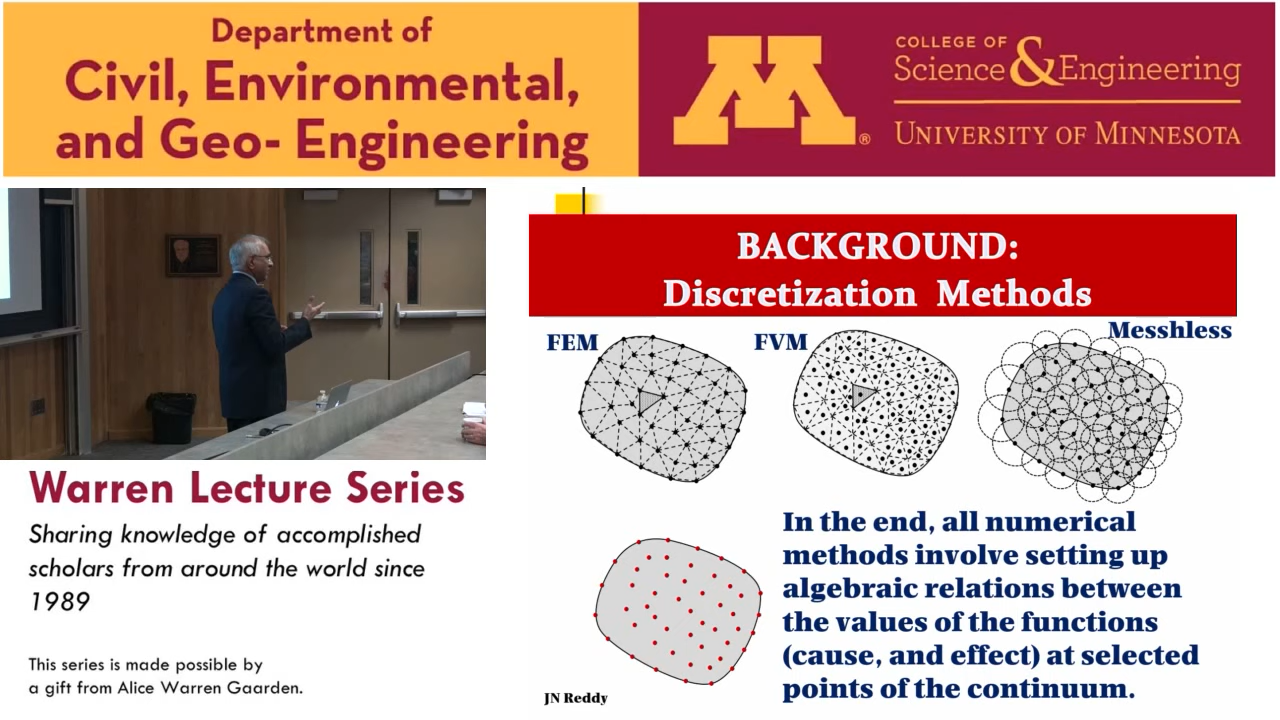 Department of
Civil, Environmental,
and Geo- Engineering
M®
COLLEGE OF
Science & Engineering
UNIVERSITY OF MINNESOTA
BACKGROUND:
Discretization Methods
FEM
FVM
Messhless
In the end, all numerical
methods involve setting up
algebraic relations between
the values of the functions
(cause, and effect) at selected
points of the continuum.
JN Reddy
Warren Lecture Series
Sharing knowledge of accomplished
scholars from around the world since
1989
This series is made possible by
a gift from Alice Warren Gaarden.